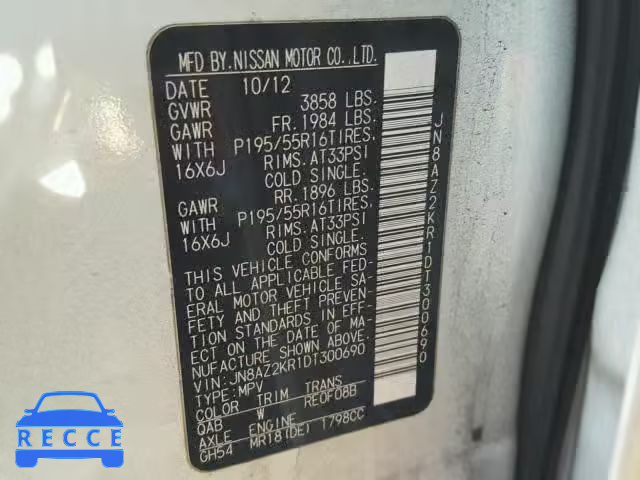 MFD BY.NISSAN MOTOR CO.,LTD.
DATE 10/12
GVWR 3858 LBS.
GAWR FR. 1984 LBS.
WITH P195/55R16TIRES,
16X6J RIMS.AT33PSI
COLD SINGLE.
GAWR RR. 1896 LBS.
WITH P195/55R16TIRES,
16X6J RIMS.AT33PSI
COLD SINGLE.
THIS VEHICLE CONFORMS
TO ALL APPLICABLE FED-
ERAL MOTOR VEHICLE SA-
FETY AND THEFT PREVEN-
TION STANDARDS IN EFF-
ECT ON THE DATE OF MA-
NUFACTURE SHOWN ABOVE.
VIN: JN8AZ2KR1DT300690
TYPE: MPV
COLOR TRIM TRANS
QAB W RE0F08B
AXLE ENGINE
GH54 MR18(DE) 1798CC
JN8AZ2KR1DT300690
RECCE